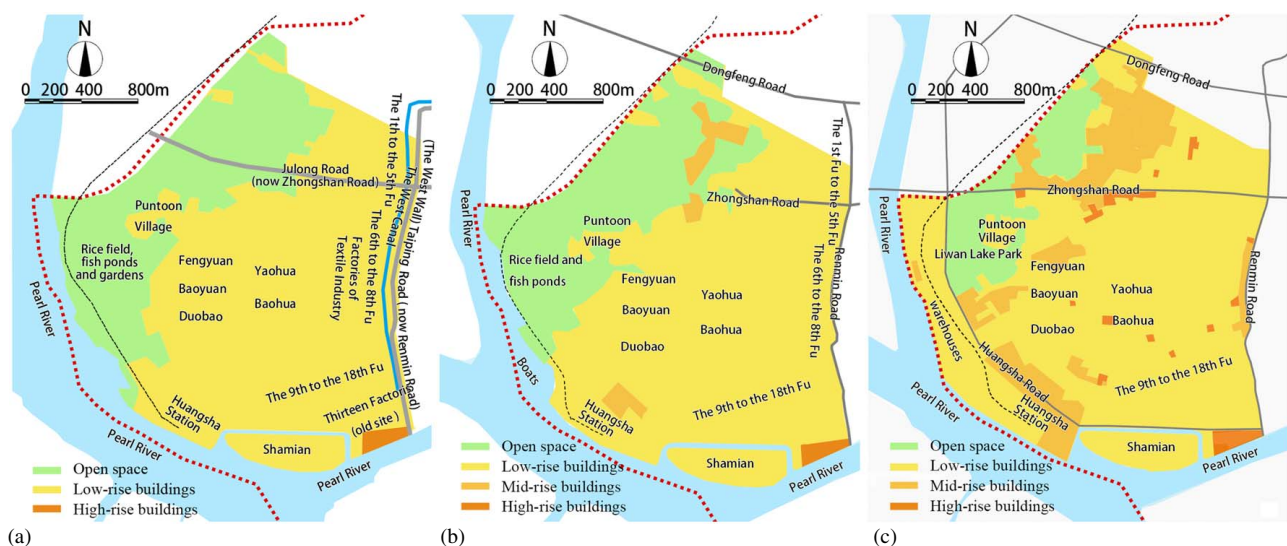 N
0 200 400 800m
Julong Road
(now Zhongshan Road)
Puntoon
Village
Rice field,
fish ponds
and gardens
Fengyuan
Yaohua
Baoyuan
Baohua
Duobao
The 1th to the 5th Fu
The West Canal
(The West Wall) Taiping Road ( now Renmin Road)
The 6th to the 8th Fu
Factories of
Textile Industry
Pearl River
The 9th to the 18th Fu
Huangsha
Station
Thirteen Factories
(old site )
Shamian
Pearl River
Pearl River
Open space
Low-rise buildings
High-rise buildings
(a)
N
0 200 400 800m
Dongfeng Road
Zhongshan Road
The 1st Fu to the 5th Fu
Renmin Road
The 6th to the 8th Fu
Pearl River
Puntoon
Village
Rice field and
fish ponds
Fengyuan
Yaohua
Baoyuan
Baohua
Duobao
Boats
The 9th to the 18th Fu
Huangsha
Station
Shamian
Pearl River
Open space
Low-rise buildings
Mid-rise buildings
High-rise buildings
(b)
N
0 200 400 800m
Dongfeng Road
Zhongshan Road
Pearl River
Puntoon
Village
Liwan Lake Park
Fengyuan
Renmin Road
Baoyuan
Yaohua
Duobao
Baohua
warehouses
Huangsha Road
The 9th to the 18th Fu
Huangsha
Station
Pearl River
Shamian
Pearl River
Open space
Low-rise buildings
Mid-rise buildings
High-rise buildings
(c)